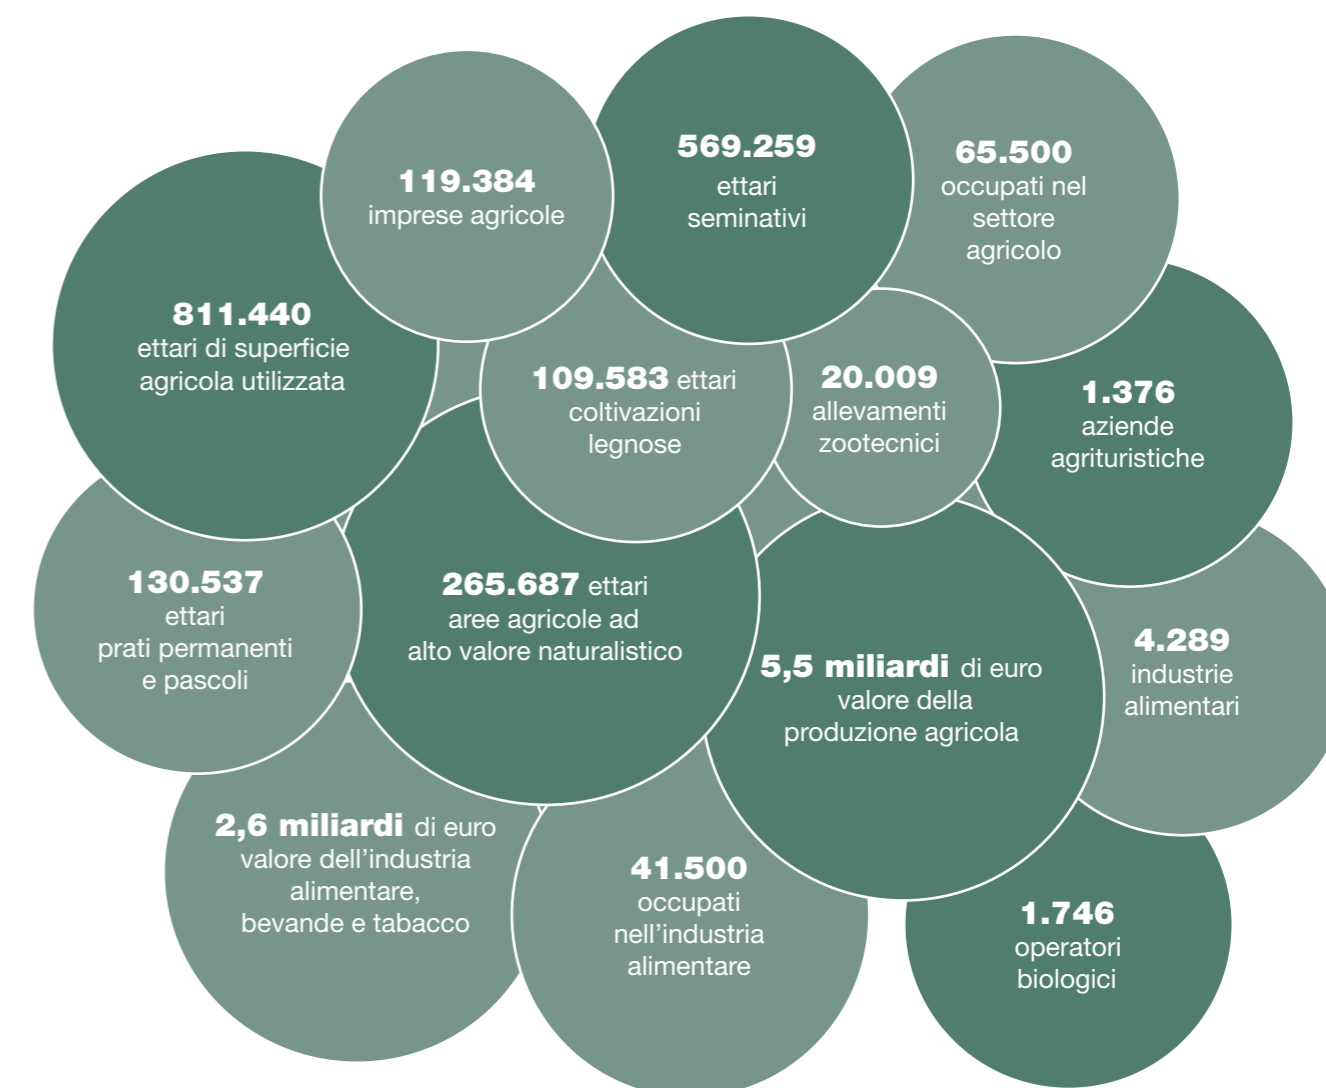 569.259
ettari
seminativi
65.500
occupati nel
settore
agricolo
119.384
imprese agricole
811.440
ettari di superficie
agricola utilizzata
109.583 ettari
coltivazioni
legnose
20.009
allevamenti
zootecnici
1.376
aziende
agrituristiche
130.537
ettari
prati permanenti
e pascoli
265.687 ettari
aree agricole ad
alto valore naturalistico
5,5 miliardi di euro
valore della
produzione agricola
4.289
industrie
alimentari
2,6 miliardi di euro
valore dell’industria
alimentare,
bevande e tabacco
41.500
occupati
nell’industria
alimentare
1.746
operatori
biologici